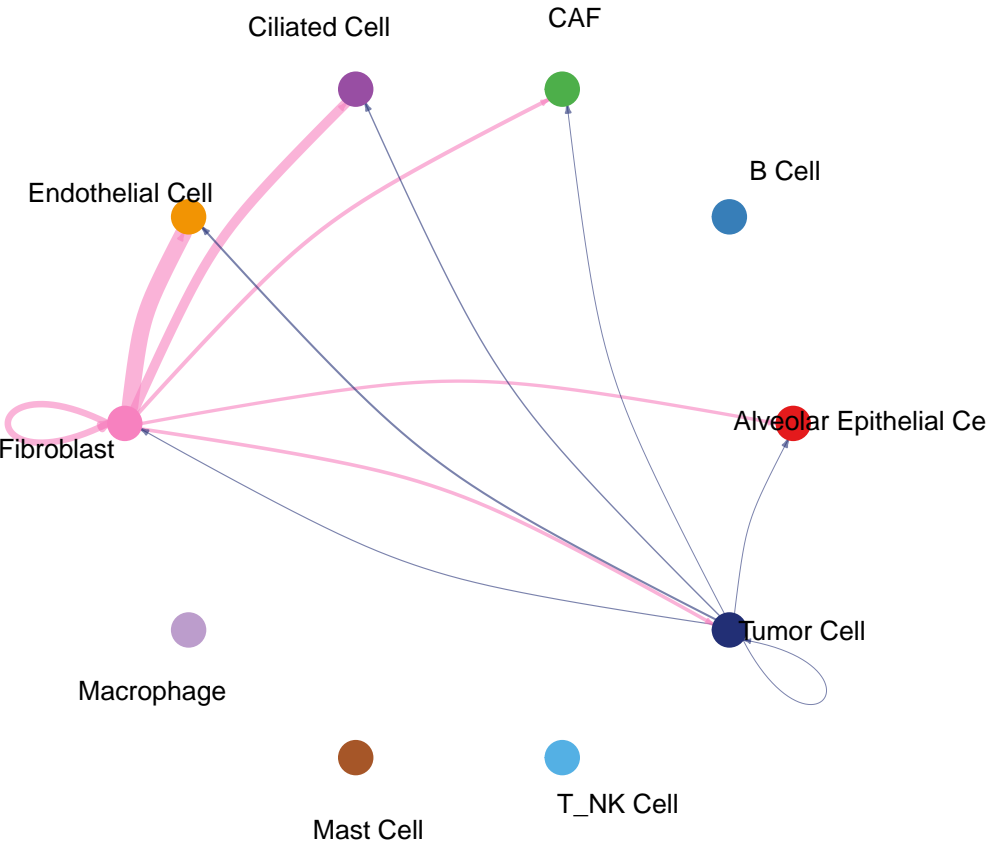 CAF
Ciliated Cell
B Cell
Endothelial Cell
Alveolar Epithelial Ce
Fibroblast
Tumor Cell
Macrophage
T_NK Cell
Mast Cell